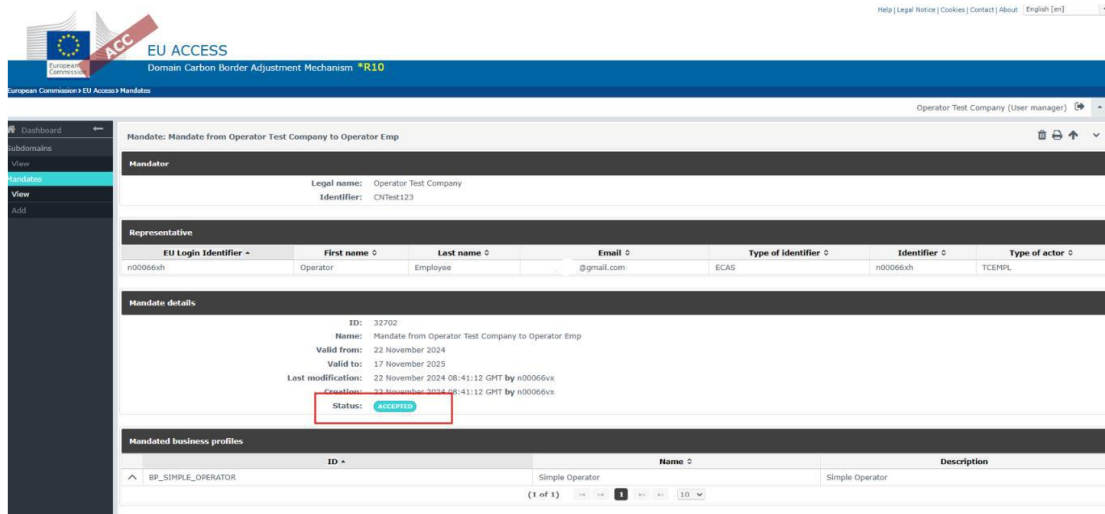 Help | Legal Notice | Cookies | Contact | About English [en]
ACC
European
Commission
EU ACCESS
Domain Carbon Border Adjustment Mechanism *R10
European Commission > EU Access > Mandates
Operator Test Company (User manager)
Dashboard
Subdomains
View
Mandates
View
Add
Mandate: Mandate from Operator Test Company to Operator Emp
Mandator
Legal name: Operator Test Company
Identifier: CNTest123
Representative
EU Login Identifier First name Last name Email Type of identifier Identifier Type of actor
n00066xh Operator Employee @gmail.com ECAS n00066xh TCEMPL
Mandate details
ID: 32702
Name: Mandate from Operator Test Company to Operator Emp
Valid from: 22 November 2024
Valid to: 17 November 2025
Last modification: 22 November 2024 08:41:12 GMT by n00066vx
Creation: 22 November 2024 08:41:12 GMT by n00066vx
Status: ACCEPTED
Mandated business profiles
ID Name Description
BP_SIMPLE_OPERATOR Simple Operator Simple Operator
(1 of 1) 1 10